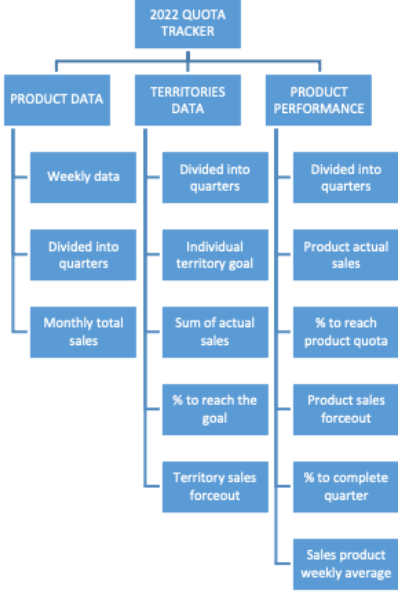 2022 QUOTA
TRACKER
PRODUCT DATA
TERRITORIES
DATA
PRODUCT
PERFORMANCE
Weekly data
Divided into
quarters
Monthly total
sales
Divided into
quarters
Individual
territory goal
Sum of actual
sales
% to reach the
goal
Territory sales
forceout
Divided into
quarters
Product actual
sales
% to reach
product quota
Product sales
forceout
% to complete
quarter
Sales product
weekly average